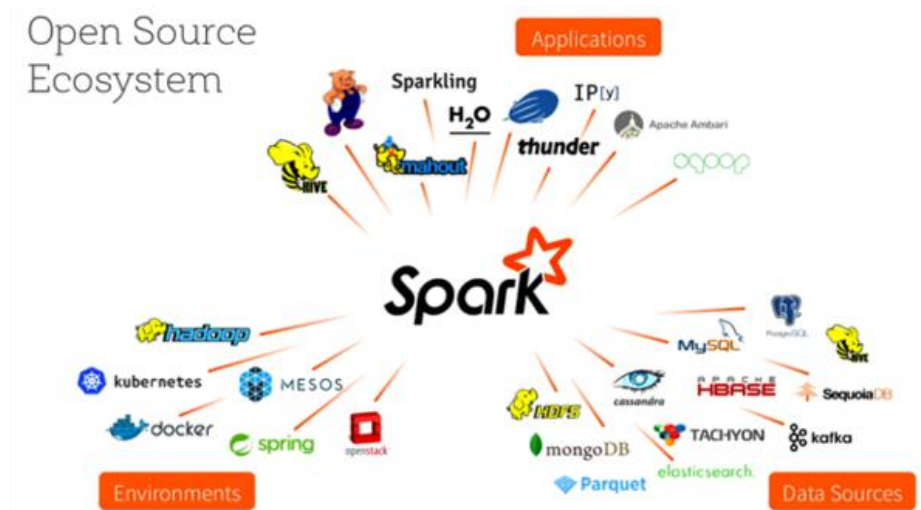 Open Source
Ecosystem
Applications
Sparkling
H2O
IP[y]
thunder
Apache Ambari
mahout
HIVE
Spark
hadoop
kubernetes
MESOS
docker
spring
openstack
Environments
PostgreSQL
MySQL
HIVE
cassandra
APACHE
HBASE
SequoiaDB
HDFS
mongoDB
TACHYON
kafka
elasticsearch.
Parquet
Data Sources